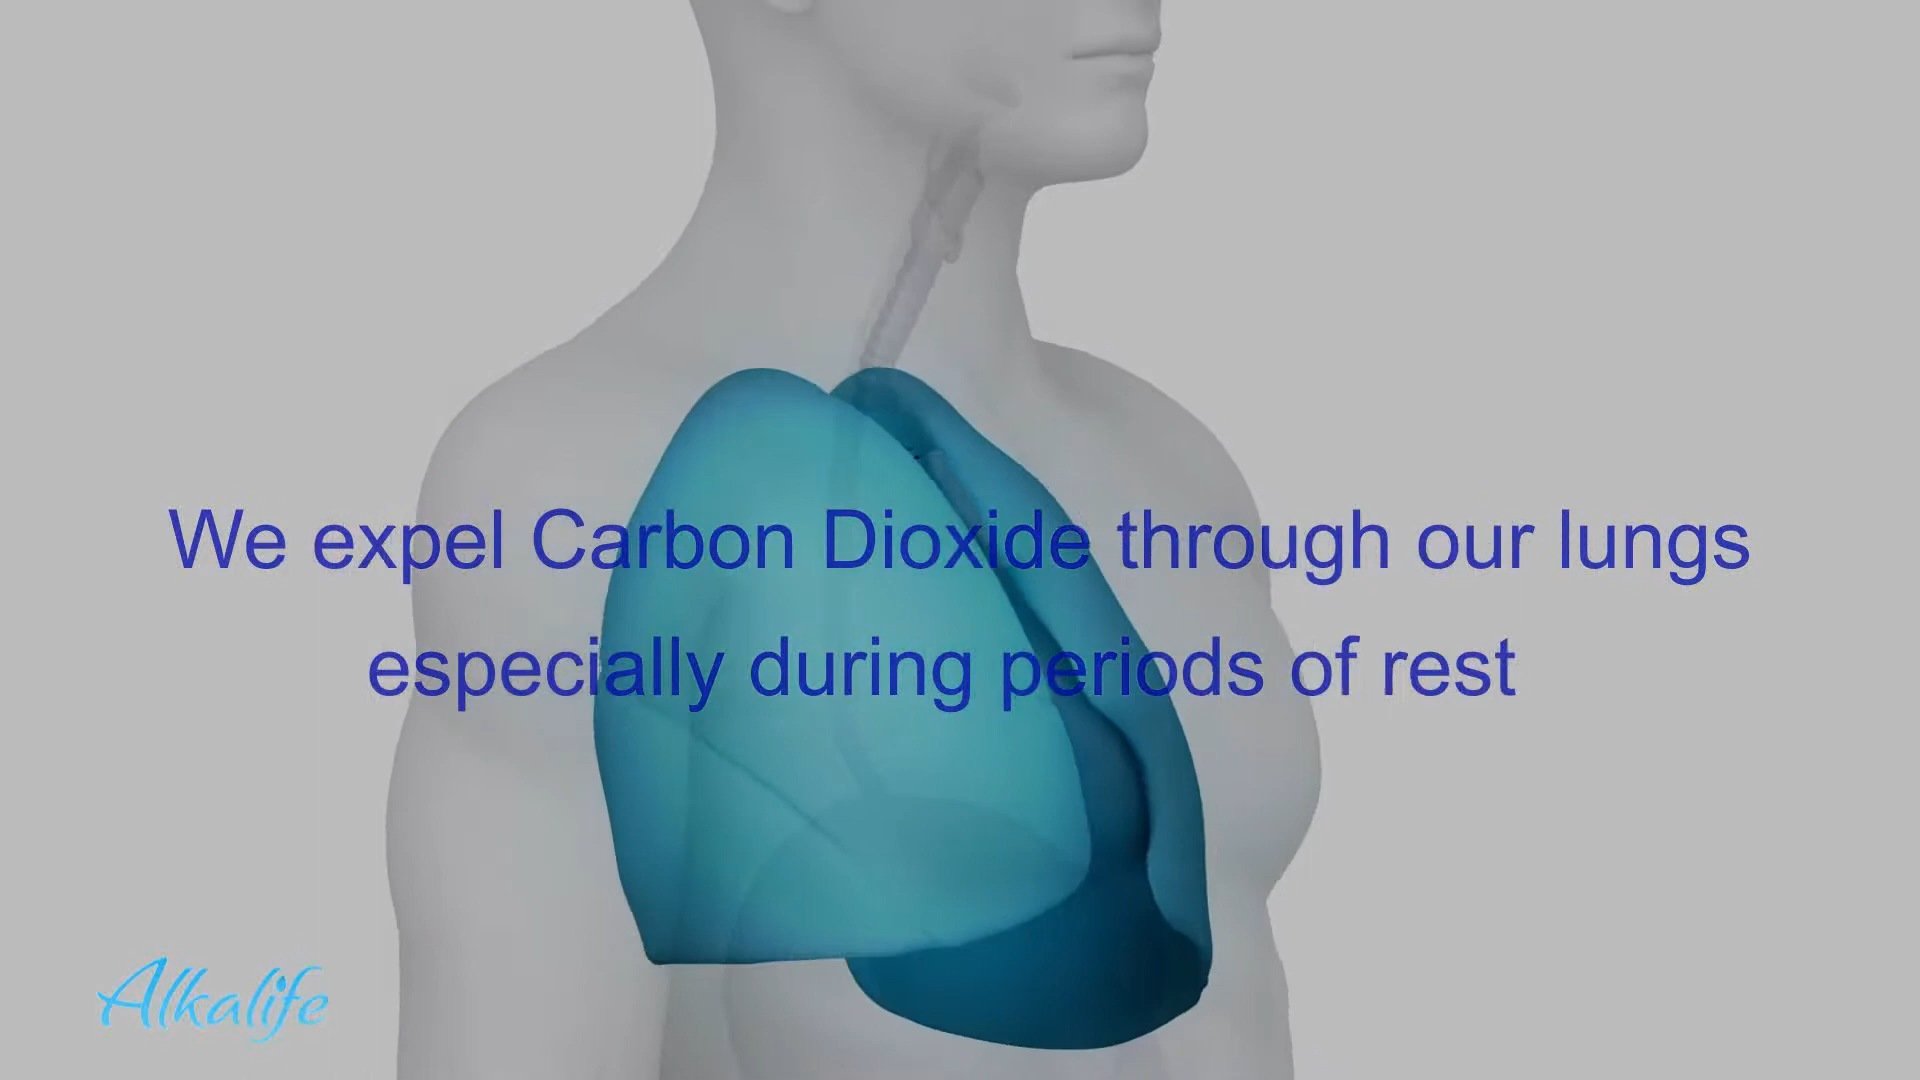 We expel Carbon Dioxide through our lungs
especially during periods of rest
Alkalife